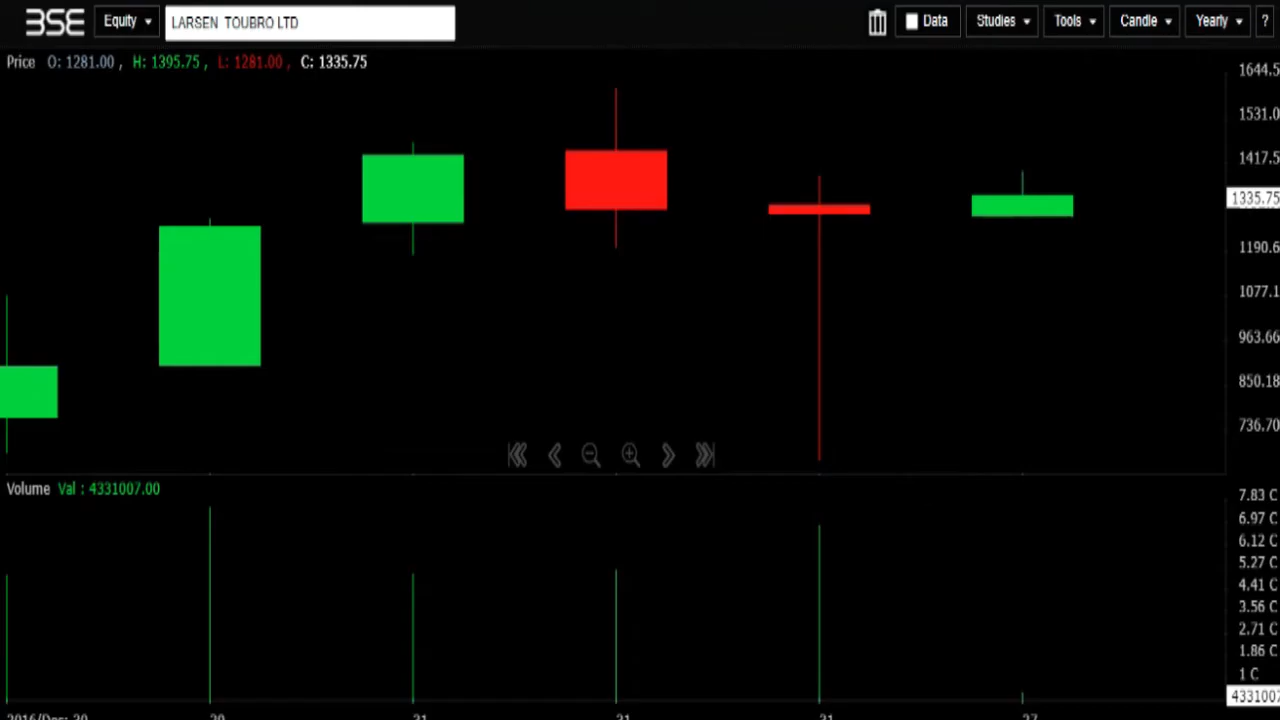 BSE Equity LARSEN TOUBRO LTD Data Studies Tools Candle Yearly ?
Price O: 1281.00 , H: 1395.75 , L: 1281.00 , C: 1335.75
1644.5
1531.0
1417.5
1335.75
1190.6
1077.1
963.66
850.18
736.70
Volume Val : 4331007.00
7.83 C
6.97 C
6.12 C
5.27 C
4.41 C
3.56 C
2.71 C
1.86 C
1 C
4331007